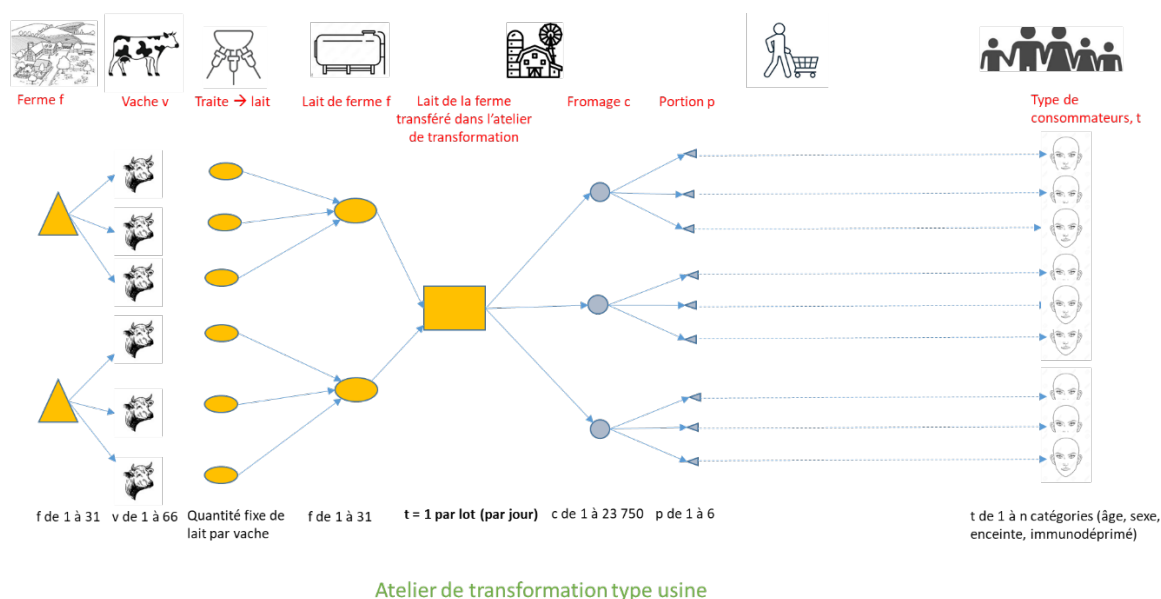 Ferme f
Vache v
Traite → lait
Lait de ferme f
Lait de la ferme
transféré dans l'atelier
de transformation
Fromage c
Portion p
Type de
consommateurs, t
f de 1 à 31
v de 1 à 66
Quantité fixe de
lait par vache
f de 1 à 31
t = 1 par lot (par jour)
c de 1 à 23 750
p de 1 à 6
t de 1 à n catégories (âge, sexe,
enceinte, immunodéprimé)
Atelier de transformation type usine